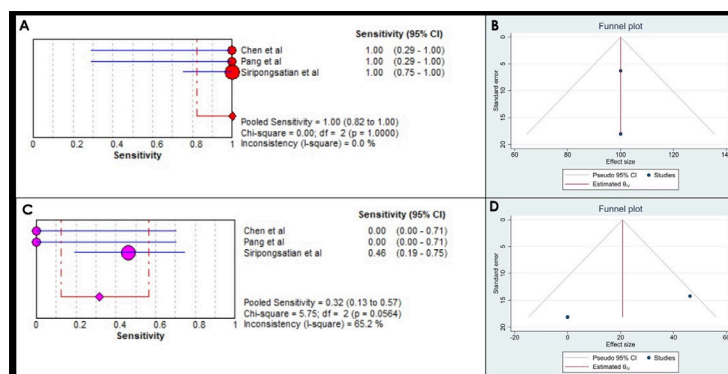 A
Sensitivity (95% CI)
Chen et al 1.00 (0.29 - 1.00)
Pang et al 1.00 (0.29 - 1.00)
Siripongsatian et al 1.00 (0.75 - 1.00)
Pooled Sensitivity = 1.00 (0.82 to 1.00)
Chi-square = 0.00; df = 2 (p = 1.0000)
Inconsistency (I-square) = 0.0 %
0 0.2 0.4 0.6 0.8 1
Sensitivity
B
Funnel plot
Standard error
0
5
10
15
20
60 80 100 120 140
Effect size
Pseudo 95% CI Studies
Estimated θIV
C
Sensitivity (95% CI)
Chen et al 0.00 (0.00 - 0.71)
Pang et al 0.00 (0.00 - 0.71)
Siripongsatian et al 0.46 (0.19 - 0.75)
Pooled Sensitivity = 0.32 (0.13 to 0.57)
Chi-square = 5.75; df = 2 (p = 0.0564)
Inconsistency (I-square) = 65.2 %
0 0.2 0.4 0.6 0.8 1
Sensitivity
D
Funnel plot
Standard error
0
5
10
15
20
-20 0 20 40 60
Effect size
Pseudo 95% CI Studies
Estimated θIV